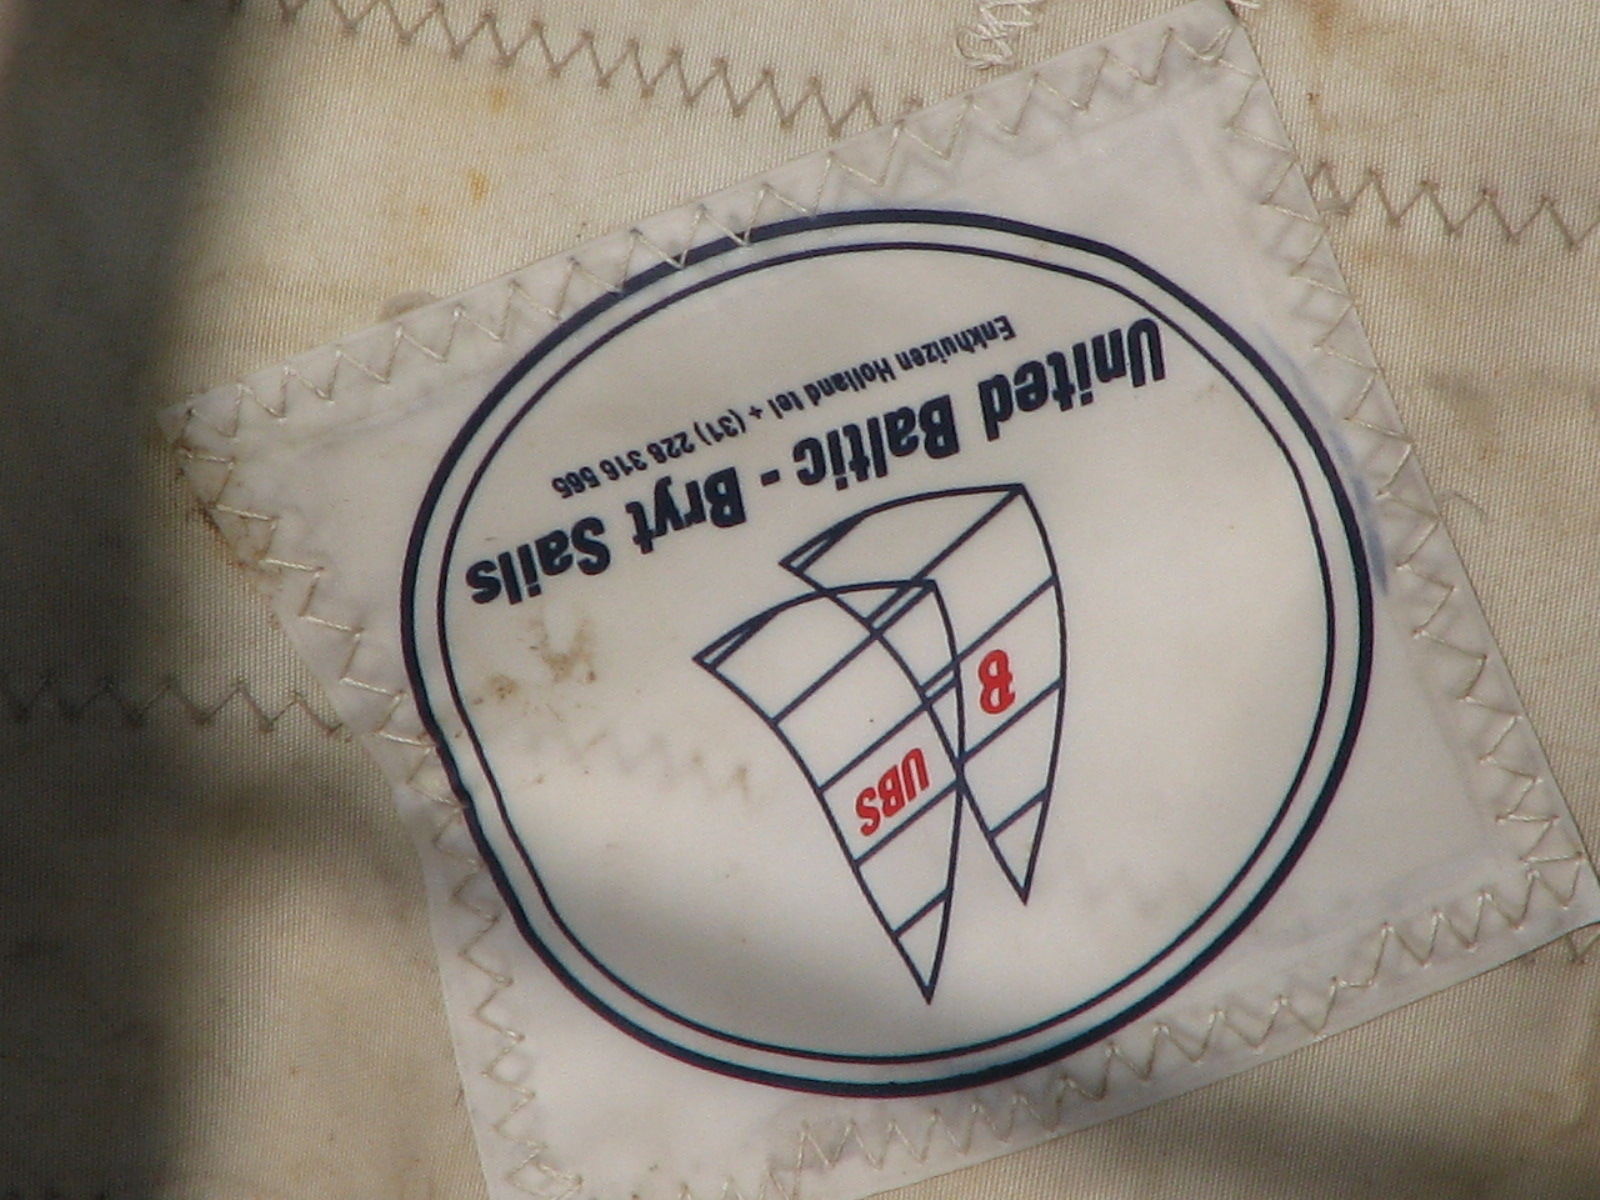 UBS
B
United Baltic - Bryt Sails
Enkhuizen Holland tel + (31) 228 316 565